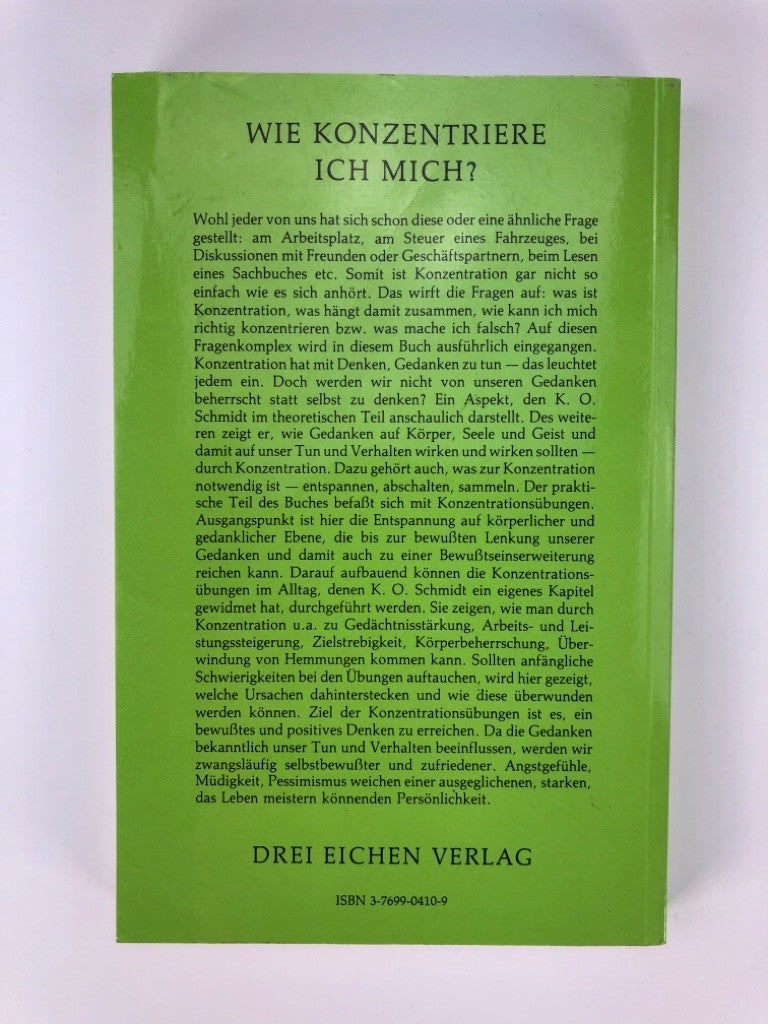 WIE KONZENTRIERE
ICH MICH?
Wohl jeder von uns hat sich schon diese oder eine ähnliche Frage
gestellt: am Arbeitsplatz, am Steuer eines Fahrzeuges, bei
Diskussionen mit Freunden oder Geschäftspartnern, beim Lesen
eines Sachbuches etc. Somit ist Konzentration gar nicht so
einfach wie es sich anhört. Das wirft die Fragen auf: was ist
Konzentration, was hängt damit zusammen, wie kann ich mich
richtig konzentrieren bzw. was mache ich falsch? Auf diesen
Fragenkomplex wird in diesem Buch ausführlich eingegangen.
Konzentration hat mit Denken, Gedanken zu tun — das leuchtet
jedem ein. Doch werden wir nicht von unseren Gedanken
beherrscht statt selbst zu denken? Ein Aspekt, den K. O.
Schmidt im theoretischen Teil anschaulich darstellt. Des weite-
ren zeigt er, wie Gedanken auf Körper, Seele und Geist und
damit auf unser Tun und Verhalten wirken und wirken sollten —
durch Konzentration. Dazu gehört auch, was zur Konzentration
notwendig ist — entspannen, abschalten, sammeln. Der prakti-
sche Teil des Buches befaßt sich mit Konzentrationsübungen.
Ausgangspunkt ist hier die Entspannung auf körperlicher und
gedanklicher Ebene, die bis zur bewußten Lenkung unserer
Gedanken und damit auch zu einer Bewußtseinserweiterung
reichen kann. Darauf aufbauend können die Konzentrations-
übungen im Alltag, denen K. O. Schmidt ein eigenes Kapitel
gewidmet hat, durchgeführt werden. Sie zeigen, wie man durch
Konzentration u.a. zu Gedächtnisstärkung, Arbeits- und Lei-
stungssteigerung, Zielstrebigkeit, Körperbeherrschung, Über-
windung von Hemmungen kommen kann. Sollten anfängliche
Schwierigkeiten bei den Übungen auftauchen, wird hier gezeigt,
welche Ursachen dahinterstecken und wie diese überwunden
werden können. Ziel der Konzentrationsübungen ist es, ein
bewußtes und positives Denken zu erreichen. Da die Gedanken
bekanntlich unser Tun und Verhalten beeinflussen, werden wir
zwangsläufig selbstbewußter und zufriedener. Angstgefühle,
Müdigkeit, Pessimismus weichen einer ausgeglichenen, starken,
das Leben meistern könnenden Persönlichkeit.
DREI EICHEN VERLAG
ISBN 3-7699-0410-9